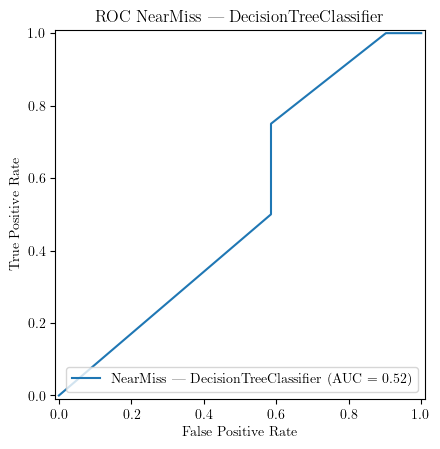 ROC NearMiss — DecisionTreeClassifier
1.0
0.8
0.6
0.4
0.2
0.0
True Positive Rate
NearMiss — DecisionTreeClassifier (AUC = 0.52)
0.0 0.2 0.4 0.6 0.8 1.0
False Positive Rate